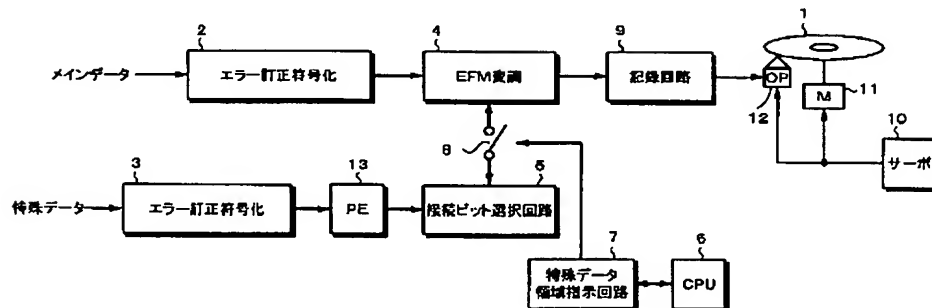 2
4
9
1
メインデータ
エラー訂正符号化
EFM変調
記録回路
OP
M
12
11
8
10
サーボ
3
13
5
特殊データ
エラー訂正符号化
PE
接続ビット選択回路
7
6
特殊データ
領域指示回路
CPU